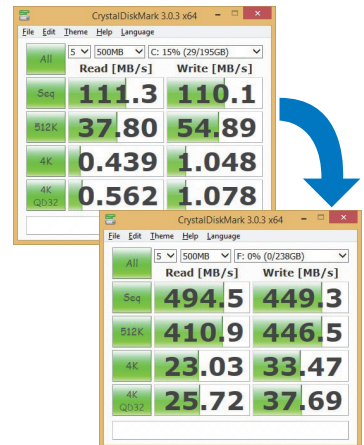 CrystalDiskMark 3.0.3 x64
File Edit Theme Help Language
All 5 500MB C: 15% (29/195GB)
Read [MB/s] Write [MB/s]
Seq 111.3 110.1
512K 37.80 54.89
4K 0.439 1.048
4K QD32 0.562 1.078
CrystalDiskMark 3.0.3 x64
File Edit Theme Help Language
All 5 500MB F: 0% (0/238GB)
Read [MB/s] Write [MB/s]
Seq 494.5 449.3
512K 410.9 446.5
4K 23.03 33.47
4K QD32 25.72 37.69